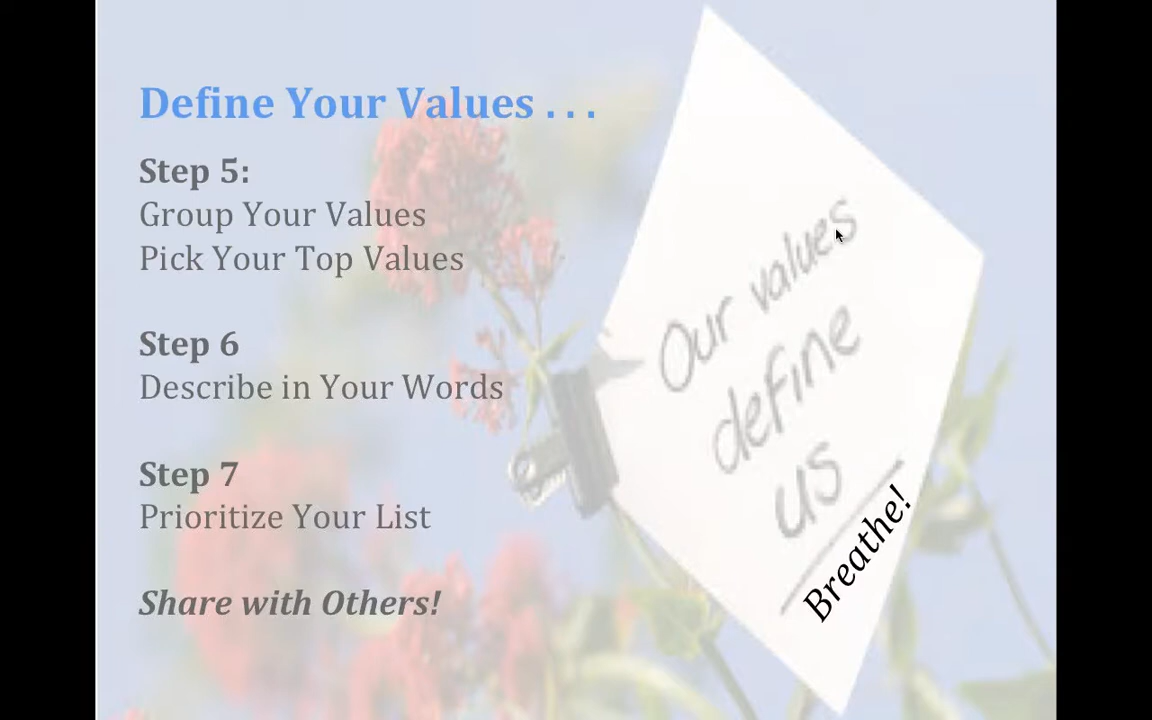 Define Your Values . . .
Step 5:
Group Your Values
Pick Your Top Values
Step 6
Describe in Your Words
Step 7
Prioritize Your List
Share with Others!
Our values
define
us
Breathe!